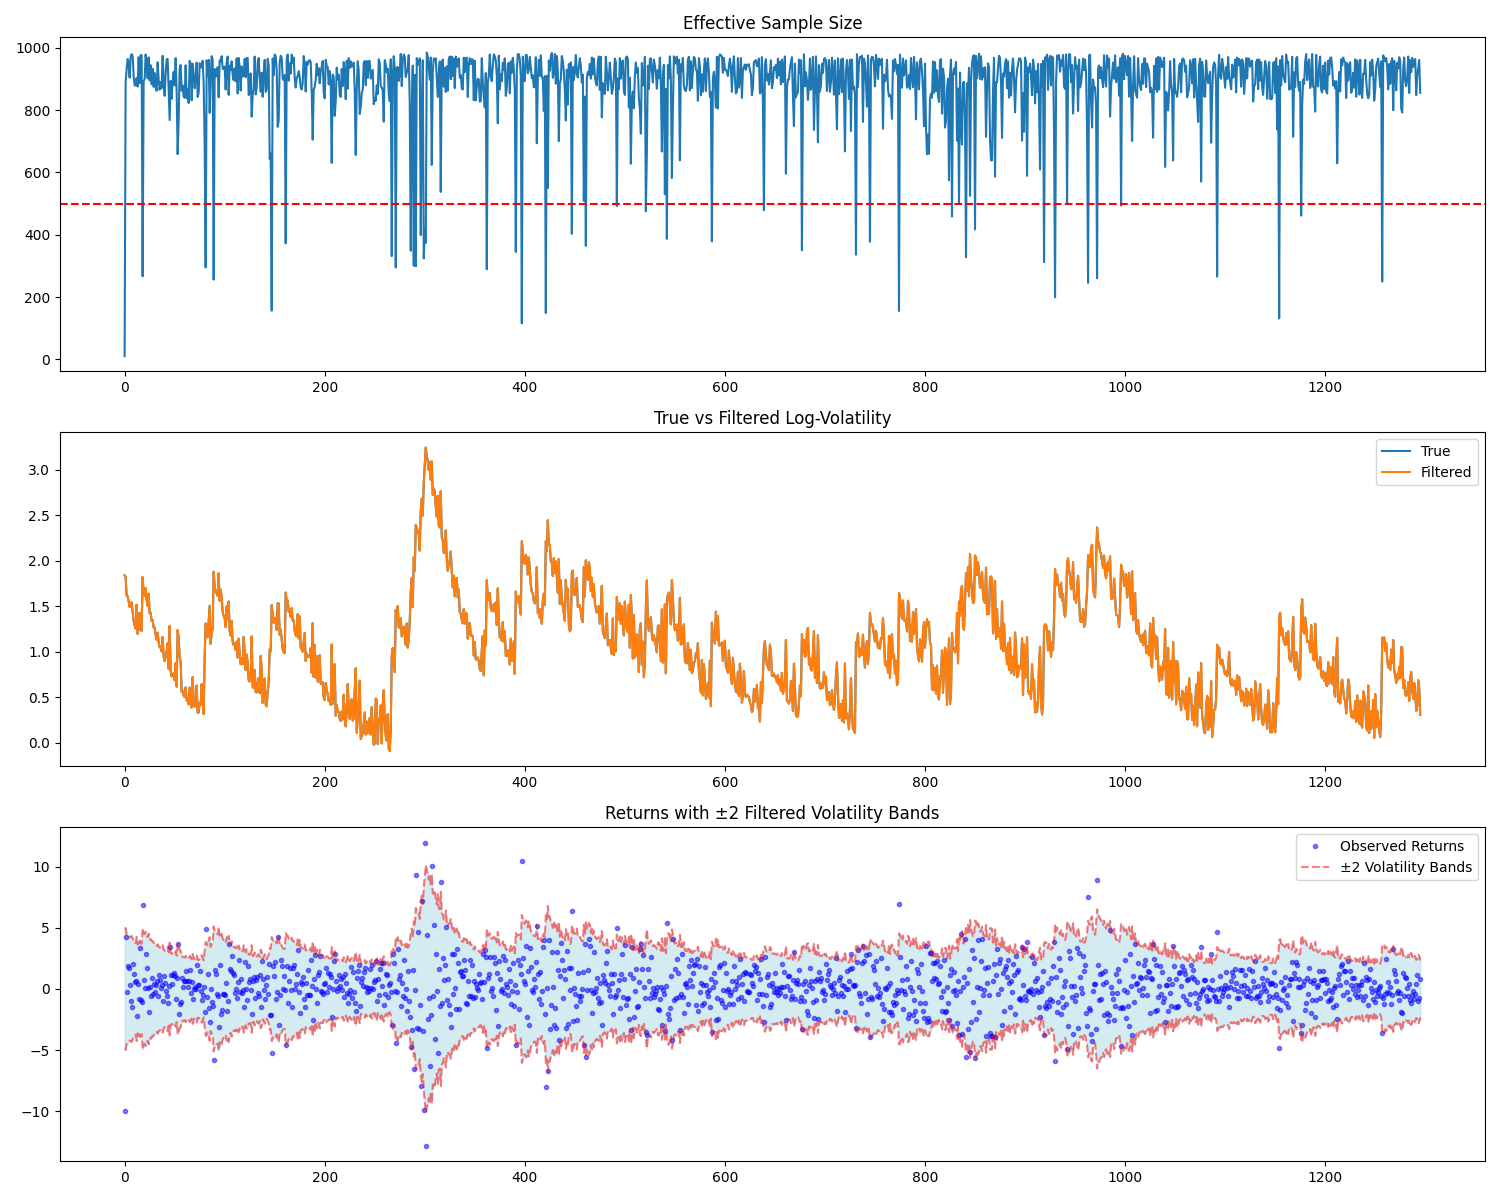 Effective Sample Size
1000
800
600
400
200
0
0 200 400 600 800 1000 1200
True vs Filtered Log-Volatility
True
Filtered
3.0
2.5
2.0
1.5
1.0
0.5
0.0
0 200 400 600 800 1000 1200
Returns with ±2 Filtered Volatility Bands
Observed Returns
±2 Volatility Bands
10
5
0
−5
−10
0 200 400 600 800 1000 1200